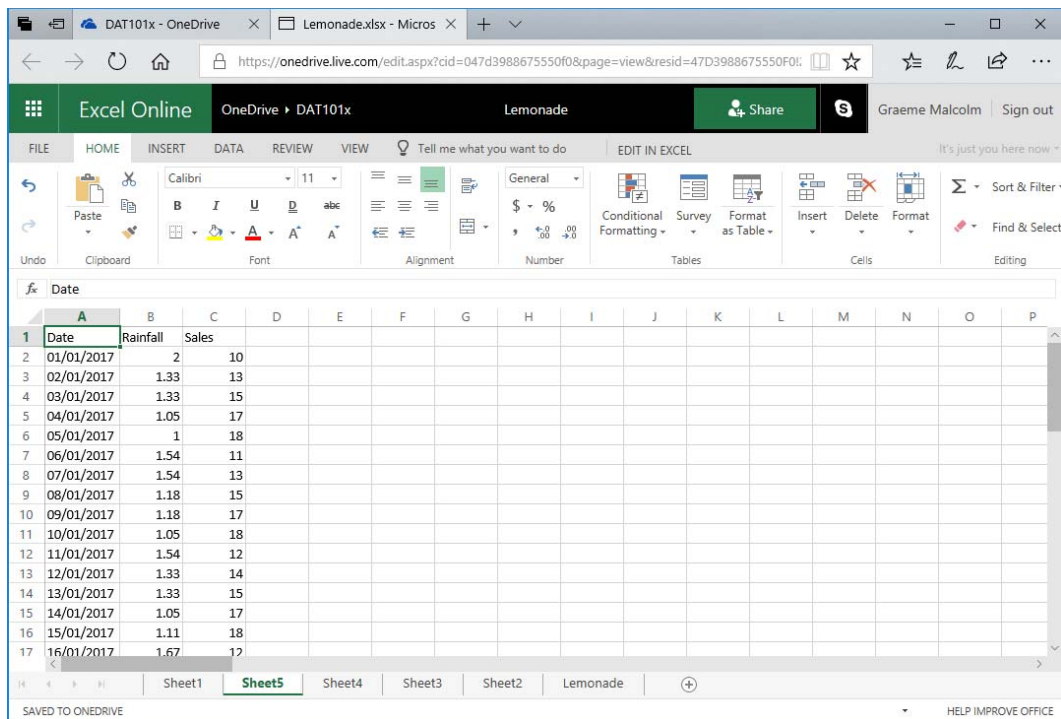 DAT101x - OneDrive Lemonade.xlsx - Micros
https://onedrive.live.com/edit.aspx?cid=047d3988675550f0&page=view&resid=47D3988675550F0!
Excel Online OneDrive ▸ DAT101x Lemonade Share Graeme Malcolm Sign out
FILE HOME INSERT DATA REVIEW VIEW Tell me what you want to do EDIT IN EXCEL It's just you here now
Calibri 11 General Σ Sort & Filter
Paste B I U D abc $ % Conditional Formatting Survey Format as Table Insert Delete Format Find & Select
A A A , .0 .00 .00 .0
Undo Clipboard Font Alignment Number Tables Cells Editing
fx Date
A B C D E F G H I J K L M N O P
1 Date Rainfall Sales
2 01/01/2017 2 10
3 02/01/2017 1.33 13
4 03/01/2017 1.33 15
5 04/01/2017 1.05 17
6 05/01/2017 1 18
7 06/01/2017 1.54 11
8 07/01/2017 1.54 13
9 08/01/2017 1.18 15
10 09/01/2017 1.18 17
11 10/01/2017 1.05 18
12 11/01/2017 1.54 12
13 12/01/2017 1.33 14
14 13/01/2017 1.33 15
15 14/01/2017 1.05 17
16 15/01/2017 1.11 18
17 16/01/2017 1.67 12
Sheet1 Sheet5 Sheet4 Sheet3 Sheet2 Lemonade
SAVED TO ONEDRIVE HELP IMPROVE OFFICE